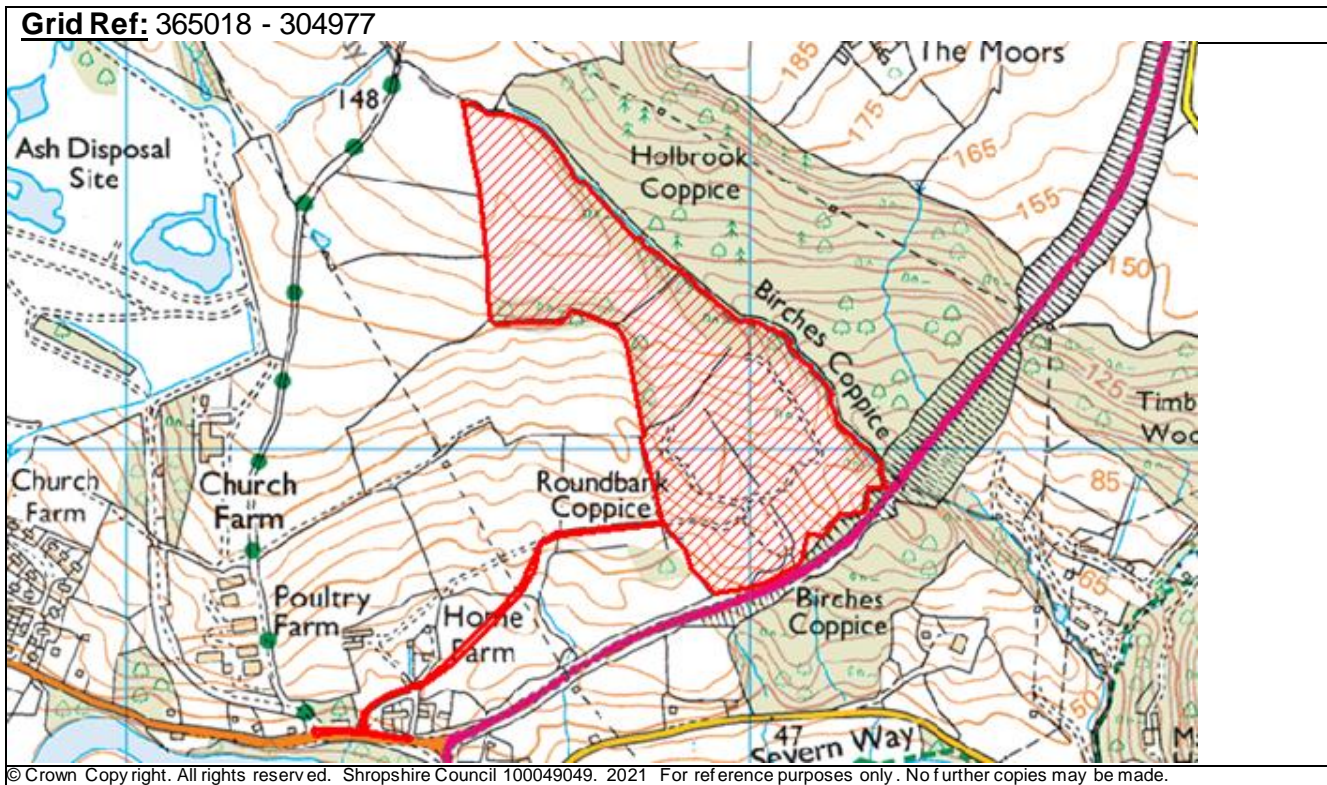 Grid Ref: 365018 - 304977
The Moors
185
148
175
Ash Disposal
Site
165
Holbrook
Coppice
155
150
Birches Coppice
125
Timb
Woo
Church
Farm
Church
Farm
Roundbank
Coppice
85
65
Poultry
Farm
Home
Farm
Birches
Coppice
50
47
Severn Way
M
© Crown Copyright. All rights reserved. Shropshire Council 100049049. 2021 For reference purposes only. No further copies may be made.